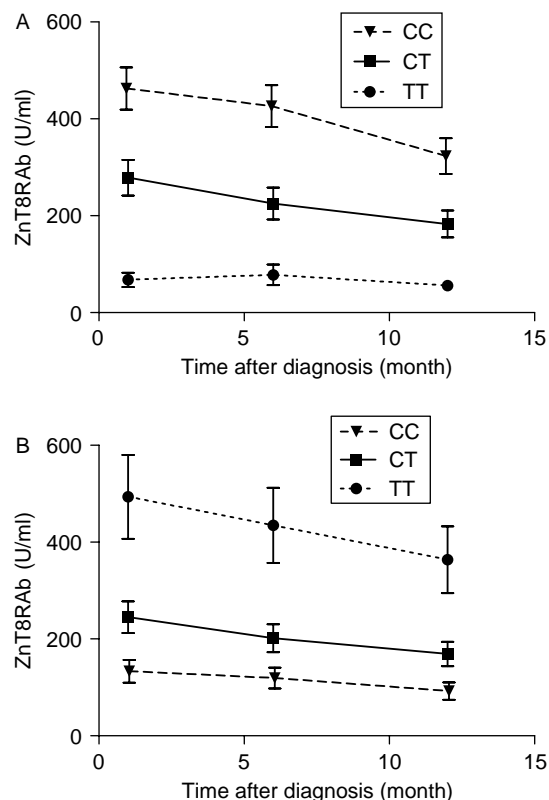 A
600
400
200
0
ZnT8RAb (U/ml)
CC
CT
TT
0 5 10 15
Time after diagnosis (month)
B
600
400
200
0
ZnT8RAb (U/ml)
CC
CT
TT
0 5 10 15
Time after diagnosis (month)